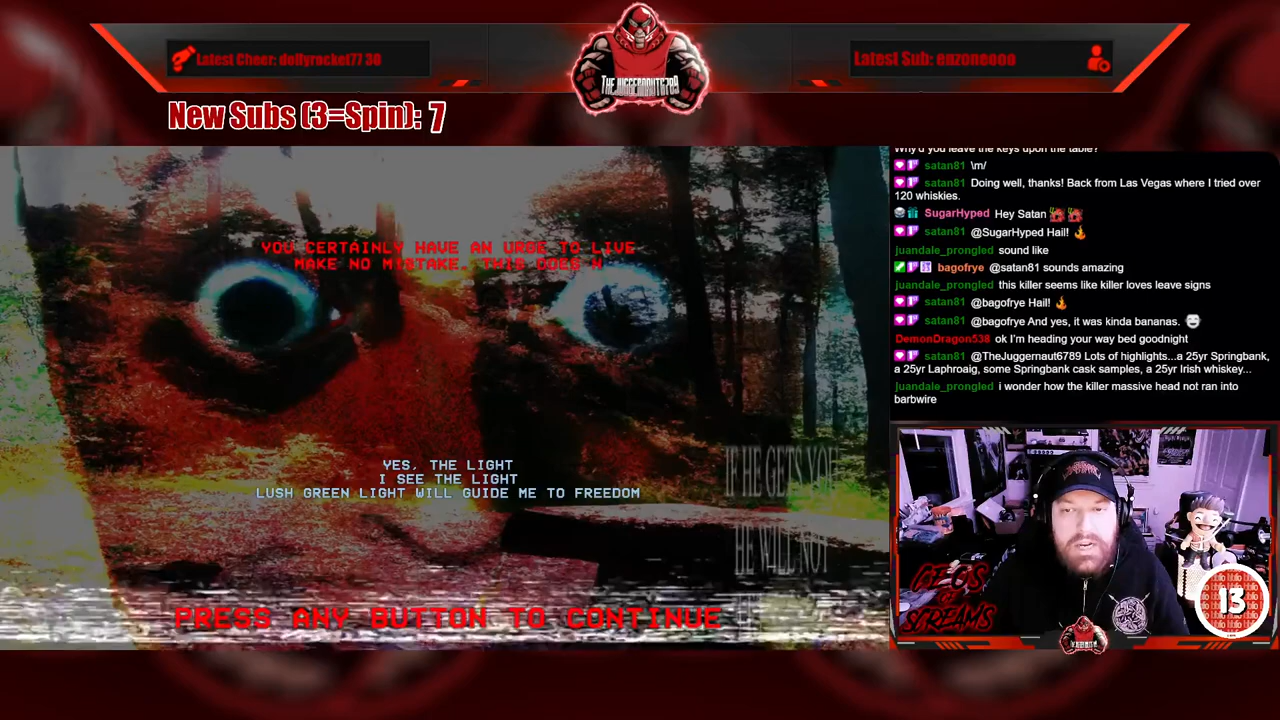 Latest Cheer: dollyrocket77 30
THEJUGGERNAUT6789
Latest Sub: enzoneooo
New Subs (3=Spin): 7
YOU CERTAINLY HAVE AN URGE TO LIVE
MAKE NO MISTAKE, THIS DOES N
YES, THE LIGHT
I SEE THE LIGHT
LUSH GREEN LIGHT WILL GUIDE ME TO FREEDOM
IF HE GETS YOU
HE WILL NOT
PRESS ANY BUTTON TO CONTINUE
Why'd you leave the keys upon the table?
satan81 \m/
satan81 Doing well, thanks! Back from Las Vegas where I tried over
120 whiskies.
SugarHyped Hey Satan
satan81 @SugarHyped Hail!
juandale_prongled sound like
bagofrye @satan81 sounds amazing
juandale_prongled this killer seems like killer loves leave signs
satan81 @bagofrye Hail!
satan81 @bagofrye And yes, it was kinda bananas.
DemonDragon538 ok I'm heading your way bed goodnight
satan81 @TheJuggernaut6789 Lots of highlights...a 25yr Springbank,
a 25yr Laphroaig, some Springbank cask samples, a 25yr Irish whiskey...
juandale_prongled i wonder how the killer massive head not ran into
barbwire
SCREAMS
13